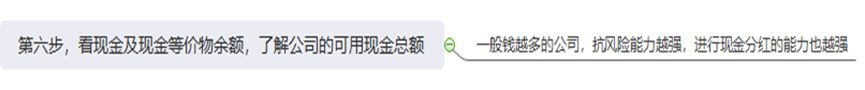 第六步，看现金及现金等价物余额，了解公司的可用现金总额
一般钱越多的公司，抗风险能力越强，进行现金分红的能力也越强